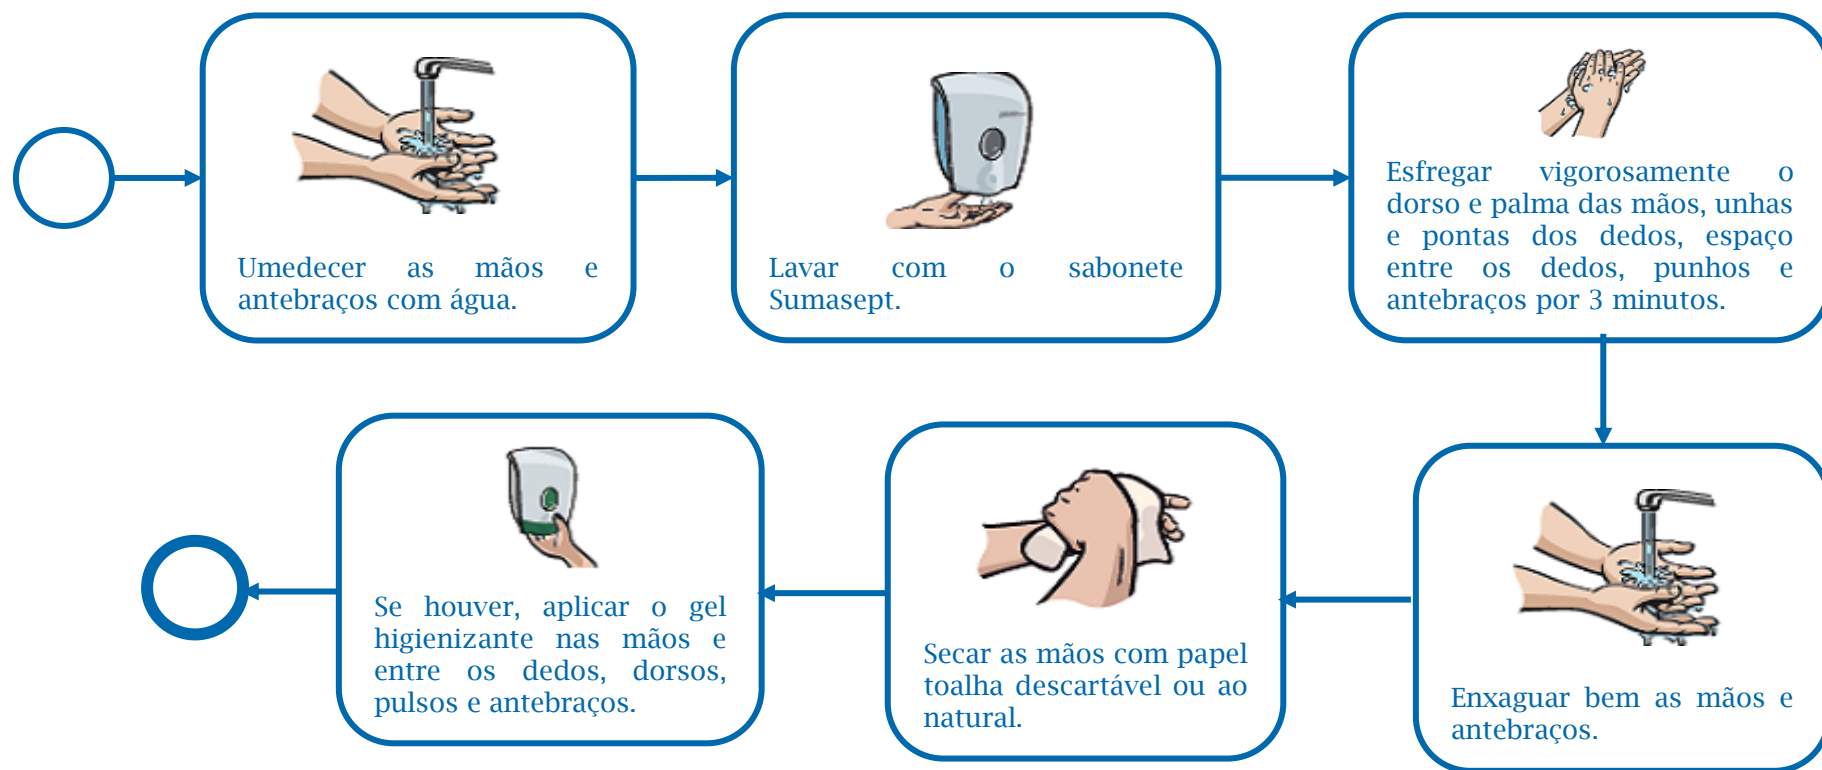 Umedecer as mãos e
antebraços com água.
Lavar com o sabonete
Sumasept.
Esfregar vigorosamente o
dorso e palma das mãos, unhas
e pontas dos dedos, espaço
entre os dedos, punhos e
antebraços por 3 minutos.
Enxaguar bem as mãos e
antebraços.
Secar as mãos com papel
toalha descartável ou ao
natural.
Se houver, aplicar o gel
higienizante nas mãos e
entre os dedos, dorsos,
pulsos e antebraços.